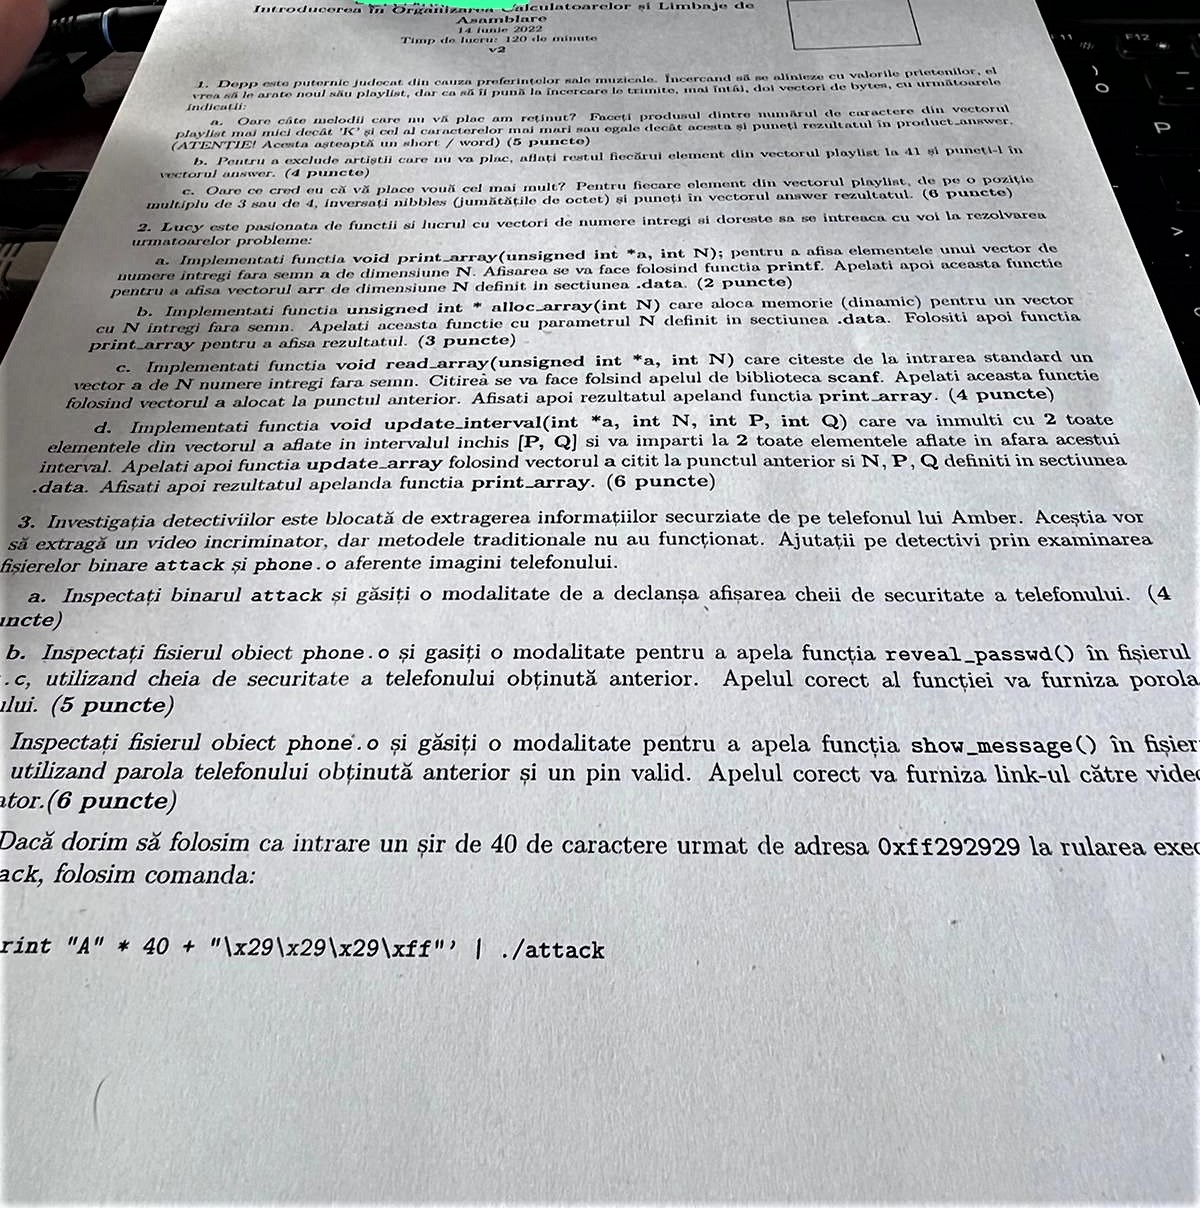 Introducerea în Organizarea Calculatoarelor și Limbaje de
Asamblare
14 iunie 2022
Timp de lucru: 120 de minute
v2
1. Depp este puternic judecat din cauza preferințelor sale muzicale. Încercând să se alinieze cu valorile prietenilor, el
vrea să le arate noul său playlist, dar ca să îi pună la încercare le trimite, mai întâi, doi vectori de bytes, cu următoarele
indicații:
a. Oare câte melodii care nu vă plac am reținut? Faceți produsul dintre numărul de caractere din vectorul
playlist mai mici decât 'K' și cel al caracterelor mai mari sau egale decât acesta și puneți rezultatul în product_answer.
(ATENȚIE! Acesta așteaptă un short / word) (5 puncte)
b. Pentru a exclude artiștii care nu va plac, aflați restul fiecărui element din vectorul playlist la 41 și puneți-l în
vectorul answer. (4 puncte)
c. Oare ce cred eu că vă place vouă cel mai mult? Pentru fiecare element din vectorul playlist, de pe o poziție
multiplu de 3 sau de 4, inversați nibbles (jumătățile de octet) și puneți în vectorul answer rezultatul. (6 puncte)
2. Lucy este pasionata de functii si lucrul cu vectori de numere intregi si doreste sa se intreaca cu voi la rezolvarea
urmatoarelor probleme:
a. Implementati functia void print_array(unsigned int *a, int N); pentru a afisa elementele unui vector de
numere intregi fara semn a de dimensiune N. Afisarea se va face folosind functia printf. Apelati apoi aceasta functie
pentru a afisa vectorul arr de dimensiune N definit in sectiunea .data. (2 puncte)
b. Implementati functia unsigned int * alloc_array(int N) care aloca memorie (dinamic) pentru un vector
cu N intregi fara semn. Apelati aceasta functie cu parametrul N definit in sectiunea .data. Folositi apoi functia
print_array pentru a afisa rezultatul. (3 puncte)
c. Implementati functia void read_array(unsigned int *a, int N) care citeste de la intrarea standard un
vector a de N numere intregi fara semn. Citirea se va face folsind apelul de biblioteca scanf. Apelati aceasta functie
folosind vectorul a alocat la punctul anterior. Afisati apoi rezultatul apeland functia print_array. (4 puncte)
d. Implementati functia void update_interval(int *a, int N, int P, int Q) care va inmulti cu 2 toate
elementele din vectorul a aflate in intervalul inchis [P, Q] si va imparti la 2 toate elementele aflate in afara acestui
interval. Apelati apoi functia update_array folosind vectorul a citit la punctul anterior si N, P, Q definiti in sectiunea
.data. Afisati apoi rezultatul apelanda functia print_array. (6 puncte)
3. Investigația detectiviilor este blocată de extragerea informațiilor securziate de pe telefonul lui Amber. Aceștia vor
să extragă un video incriminator, dar metodele traditionale nu au funcționat. Ajutații pe detectivi prin examinarea
fișierelor binare attack și phone.o aferente imagini telefonului.
a. Inspectați binarul attack și găsiți o modalitate de a declanșa afișarea cheii de securitate a telefonului. (4
uncte)
b. Inspectați fisierul obiect phone.o și gasiți o modalitate pentru a apela funcția reveal_passwd() în fișierul
.c, utilizand cheia de securitate a telefonului obținută anterior. Apelul corect al funcției va furniza porola
ului. (5 puncte)
Inspectați fisierul obiect phone.o și găsiți o modalitate pentru a apela funcția show_message() în fișier
utilizand parola telefonului obținută anterior și un pin valid. Apelul corect va furniza link-ul către video
ator.(6 puncte)
Dacă dorim să folosim ca intrare un șir de 40 de caractere urmat de adresa 0xff292929 la rularea exec
ack, folosim comanda:
rint "A" * 40 + "\x29\x29\x29\xff"' | ./attack
F12
P